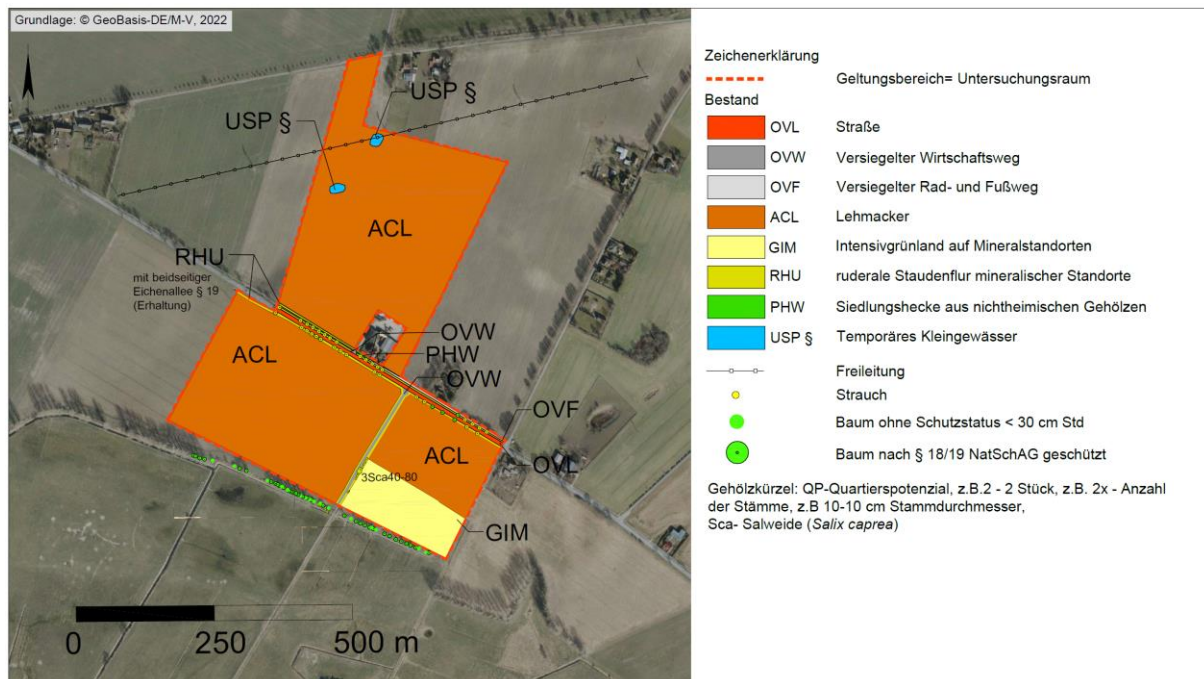 Grundlage: © GeoBasis-DE/M-V, 2022
USP §
USP §
ACL
RHU
mit beidseitiger
Eichenallee § 19
(Erhaltung)
ACL
OVW
PHW
OVW
OVF
ACL
OVL
3Sca40-80
GIM
0 250 500 m
Zeichenerklärung
Geltungsbereich= Untersuchungsraum
Bestand
OVL Straße
OVW Versiegelter Wirtschaftsweg
OVF Versiegelter Rad- und Fußweg
ACL Lehmacker
GIM Intensivgrünland auf Mineralstandorten
RHU ruderale Staudenflur mineralischer Standorte
PHW Siedlungshecke aus nichtheimischen Gehölzen
USP § Temporäres Kleingewässer
Freileitung
Strauch
Baum ohne Schutzstatus < 30 cm Std
Baum nach § 18/19 NatSchAG geschützt
Gehölzkürzel: QP-Quartierspotenzial, z.B.2 - 2 Stück, z.B. 2x - Anzahl
der Stämme, z.B 10-10 cm Stammdurchmesser,
Sca- Salweide (Salix caprea)